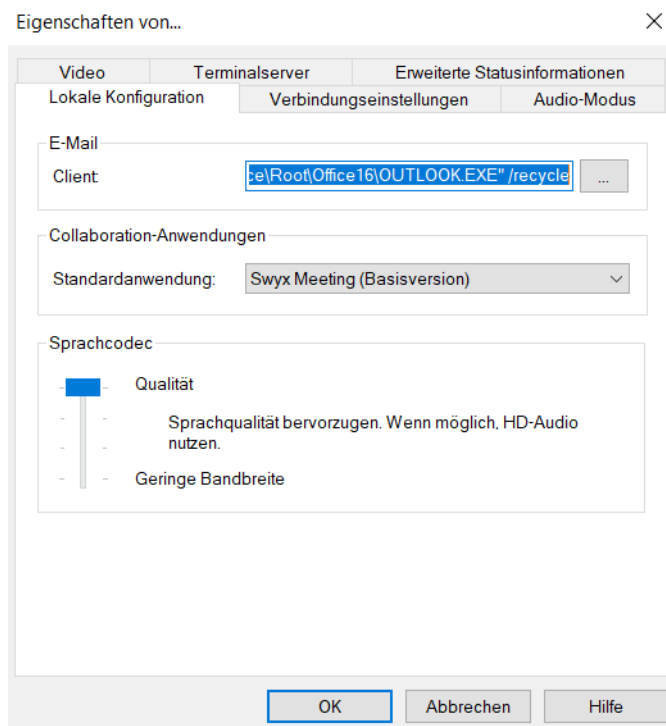 Eigenschaften von...
Video
Terminalserver
Erweiterte Statusinformationen
Lokale Konfiguration
Verbindungseinstellungen
Audio-Modus
E-Mail
Client:
ce\Root\Office16\OUTLOOK.EXE" /recycle
...
Collaboration-Anwendungen
Standardanwendung:
Swyx Meeting (Basisversion)
Sprachcodec
Qualität
Sprachqualität bevorzugen. Wenn möglich, HD-Audio
nutzen.
Geringe Bandbreite
OK
Abbrechen
Hilfe